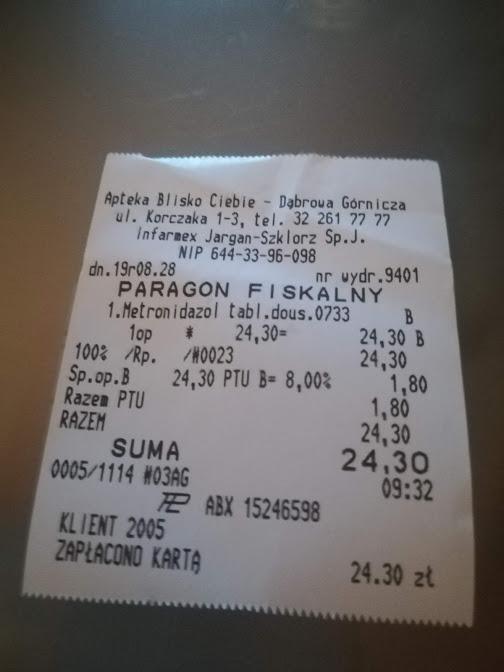 Apteka Blisko Ciebie - Dąbrowa Górnicza
ul. Korczaka 1-3, tel. 32 261 77 77
Infarmex Jargan-Szklorz Sp.J.
NIP 644-33-96-098
dn.19r08.28 nr wydr.9401
PARAGON FISKALNY
1.Metronidazol tabl.dous.0733 B
1op * 24,30= 24,30 B
100% /Rp. /W0023 24,30
Sp.op.B 24,30 PTU B= 8,00% 1,80
Razem PTU 1,80
RAZEM 24,30
SUMA 24,30
0005/1114 W03AG 09:32
ABX 15246598
KLIENT 2005
ZAPŁACONO KARTĄ 24.30 zł